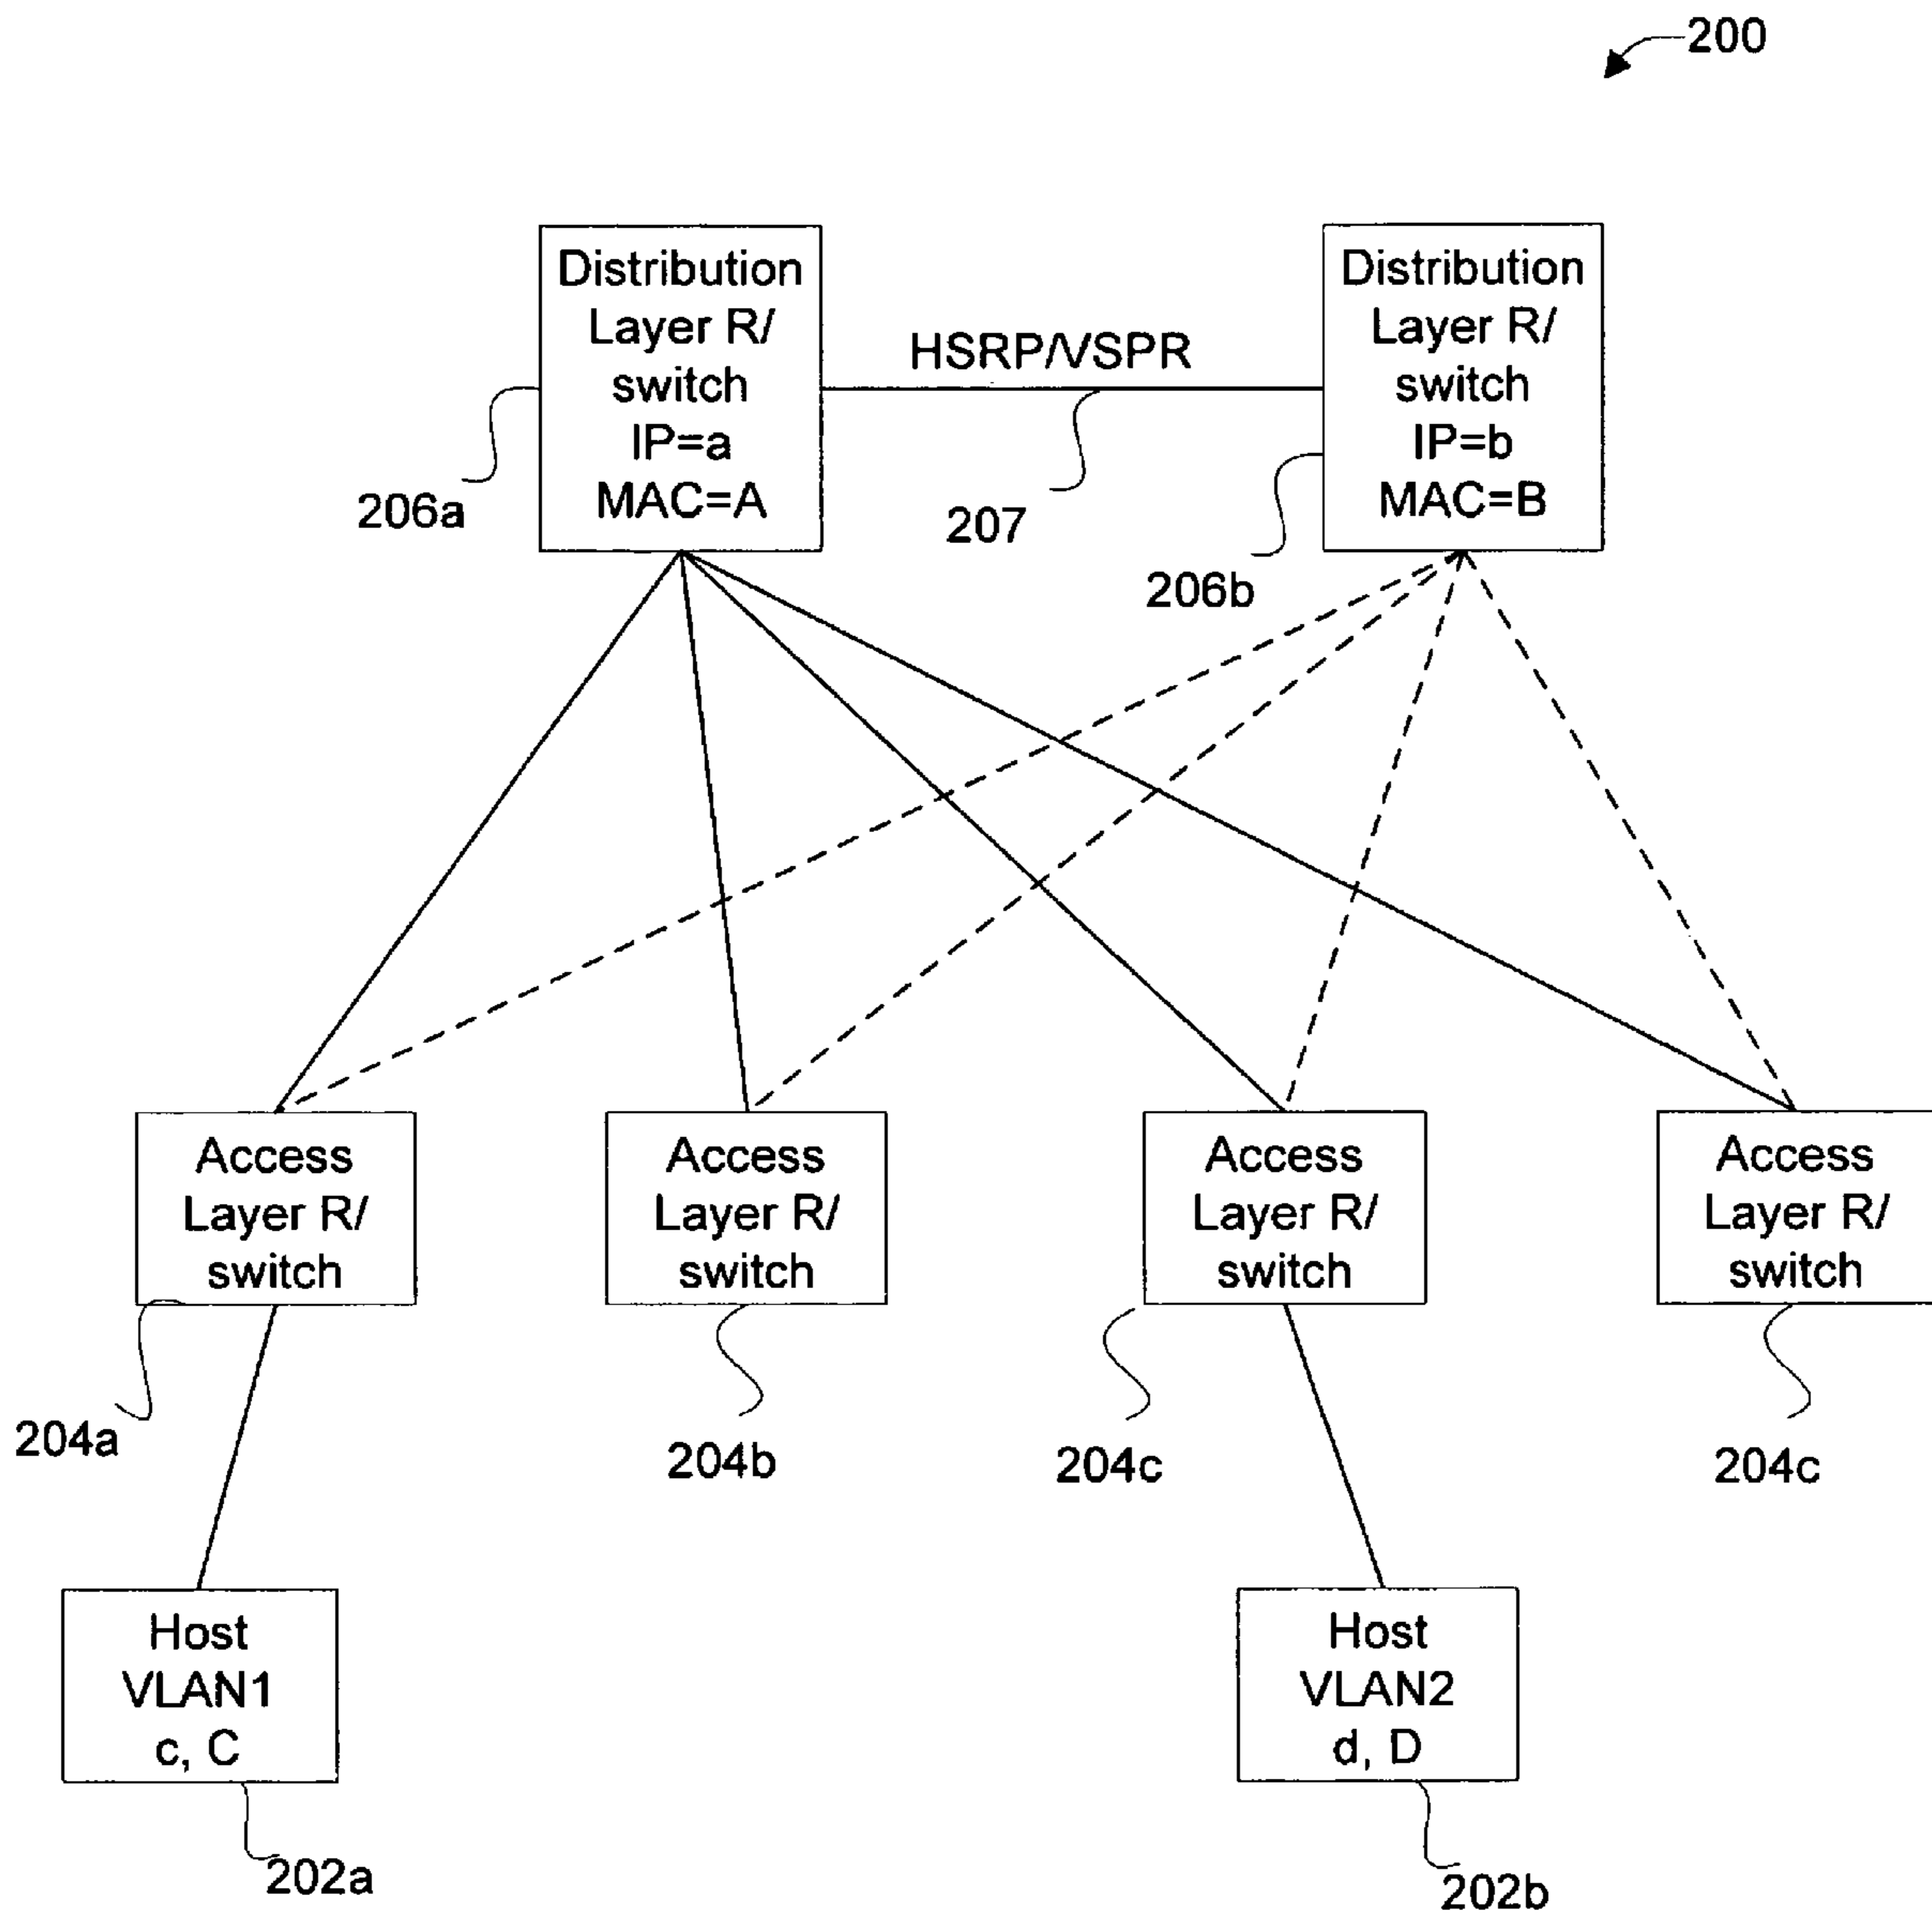 200
Distribution
Layer R/
switch
IP=a
MAC=A
206a
HSRP/VSPR
207
Distribution
Layer R/
switch
IP=b
MAC=B
206b
Access
Layer R/
switch
204a
Access
Layer R/
switch
204b
Access
Layer R/
switch
204c
Access
Layer R/
switch
204c
Host
VLAN1
c, C
202a
Host
VLAN2
d, D
202b